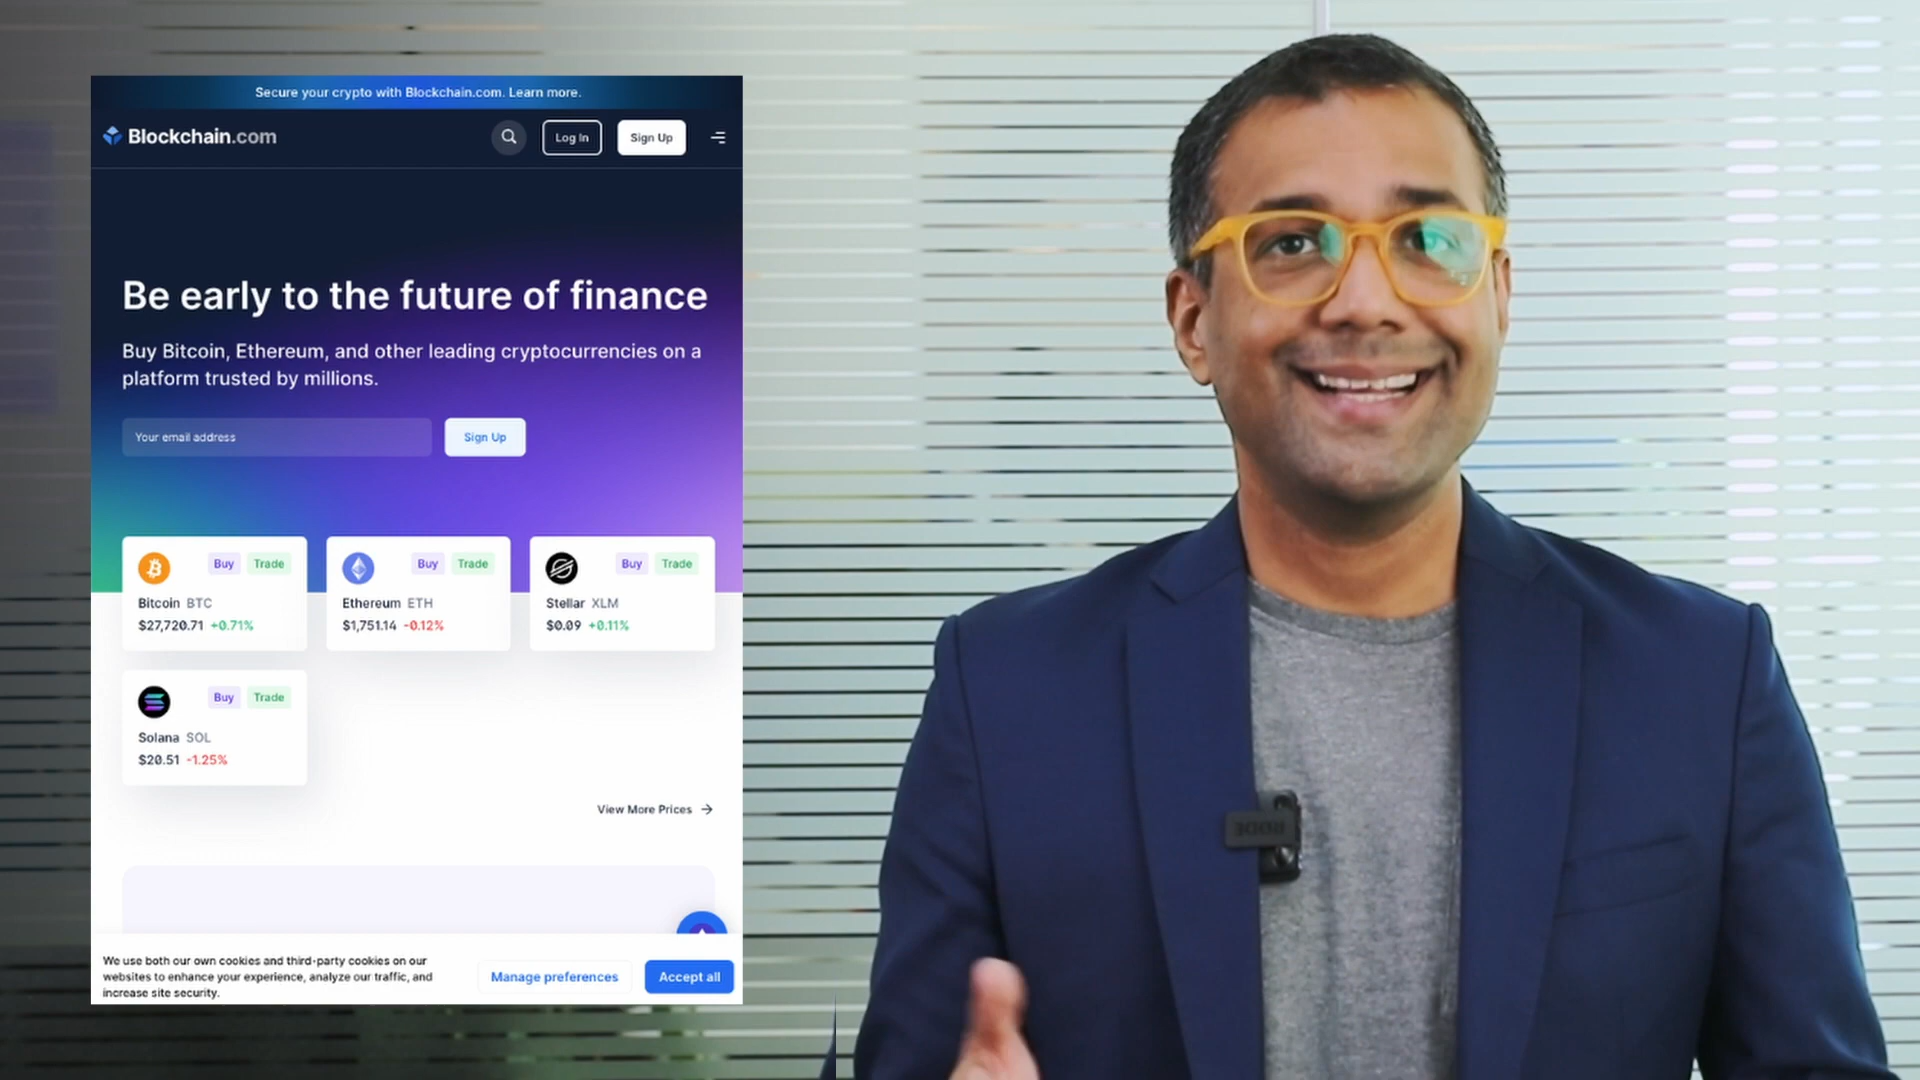 Secure your crypto with Blockchain.com. Learn more.
Blockchain.com
Log In
Sign Up
Be early to the future of finance
Buy Bitcoin, Ethereum, and other leading cryptocurrencies on a
platform trusted by millions.
Your email address
Sign Up
Buy Trade
Bitcoin BTC
$27,720.71 +0.71%
Buy Trade
Ethereum ETH
$1,751.14 -0.12%
Buy Trade
Stellar XLM
$0.09 +0.11%
Buy Trade
Solana SOL
$20.51 -1.25%
View More Prices →
We use both our own cookies and third-party cookies on our
websites to enhance your experience, analyze our traffic, and
increase site security.
Manage preferences
Accept all
RODE